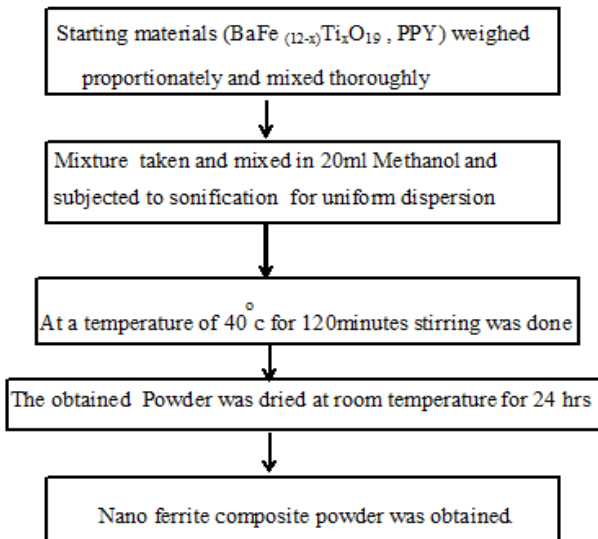 Starting materials (BaFe (12-x)TixO19 , PPY) weighed
proportionately and mixed thoroughly
Mixture taken and mixed in 20ml Methanol and
subjected to sonification for uniform dispersion
At a temperature of 40°c for 120minutes stirring was done
The obtained Powder was dried at room temperature for 24 hrs
Nano ferrite composite powder was obtained.